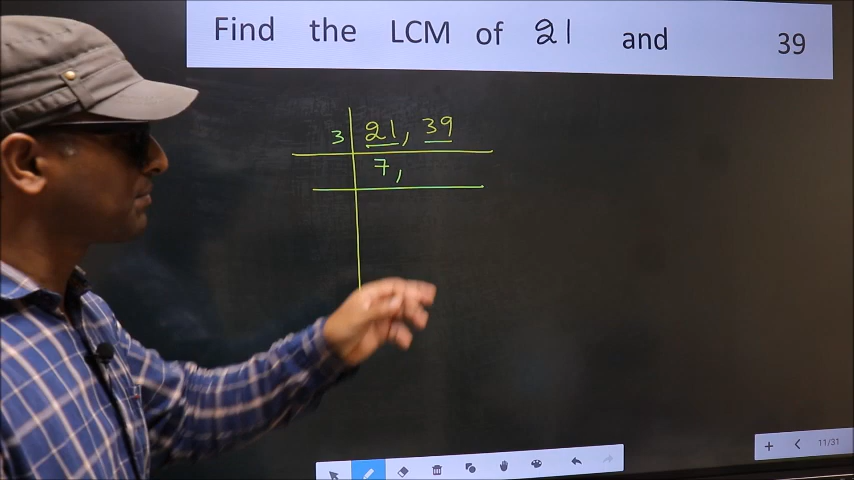 Find the LCM of 21 and 39
3 21, 39
7,
11/31